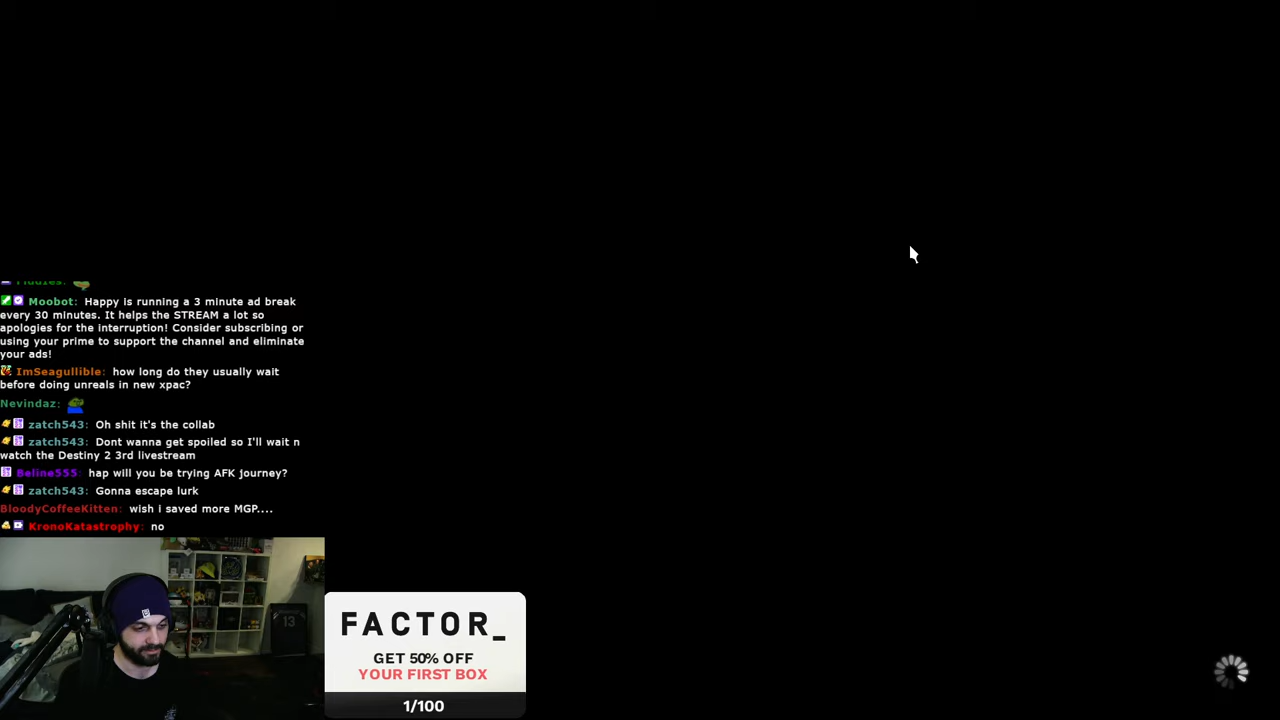 Moobot: Happy is running a 3 minute ad break
every 30 minutes. It helps the STREAM a lot so
apologies for the interruption! Consider subscribing or
using your prime to support the channel and eliminate
your ads!
ImSeagullible: how long do they usually wait
before doing unreals in new xpac?
Nevindaz:
zatch543: Oh shit it's the collab
zatch543: Dont wanna get spoiled so I'll wait n
watch the Destiny 2 3rd livestream
Beline555: hap will you be trying AFK journey?
zatch543: Gonna escape lurk
BloodyCoffeeKitten: wish i saved more MGP....
KronoKatastrophy: no
13
FACTOR_
GET 50% OFF
YOUR FIRST BOX
1/100